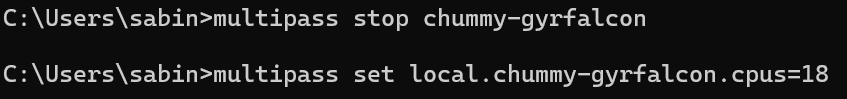 C:\Users\sabin>multipass stop chummy-gyrfalcon
C:\Users\sabin>multipass set local.chummy-gyrfalcon.cpus=18